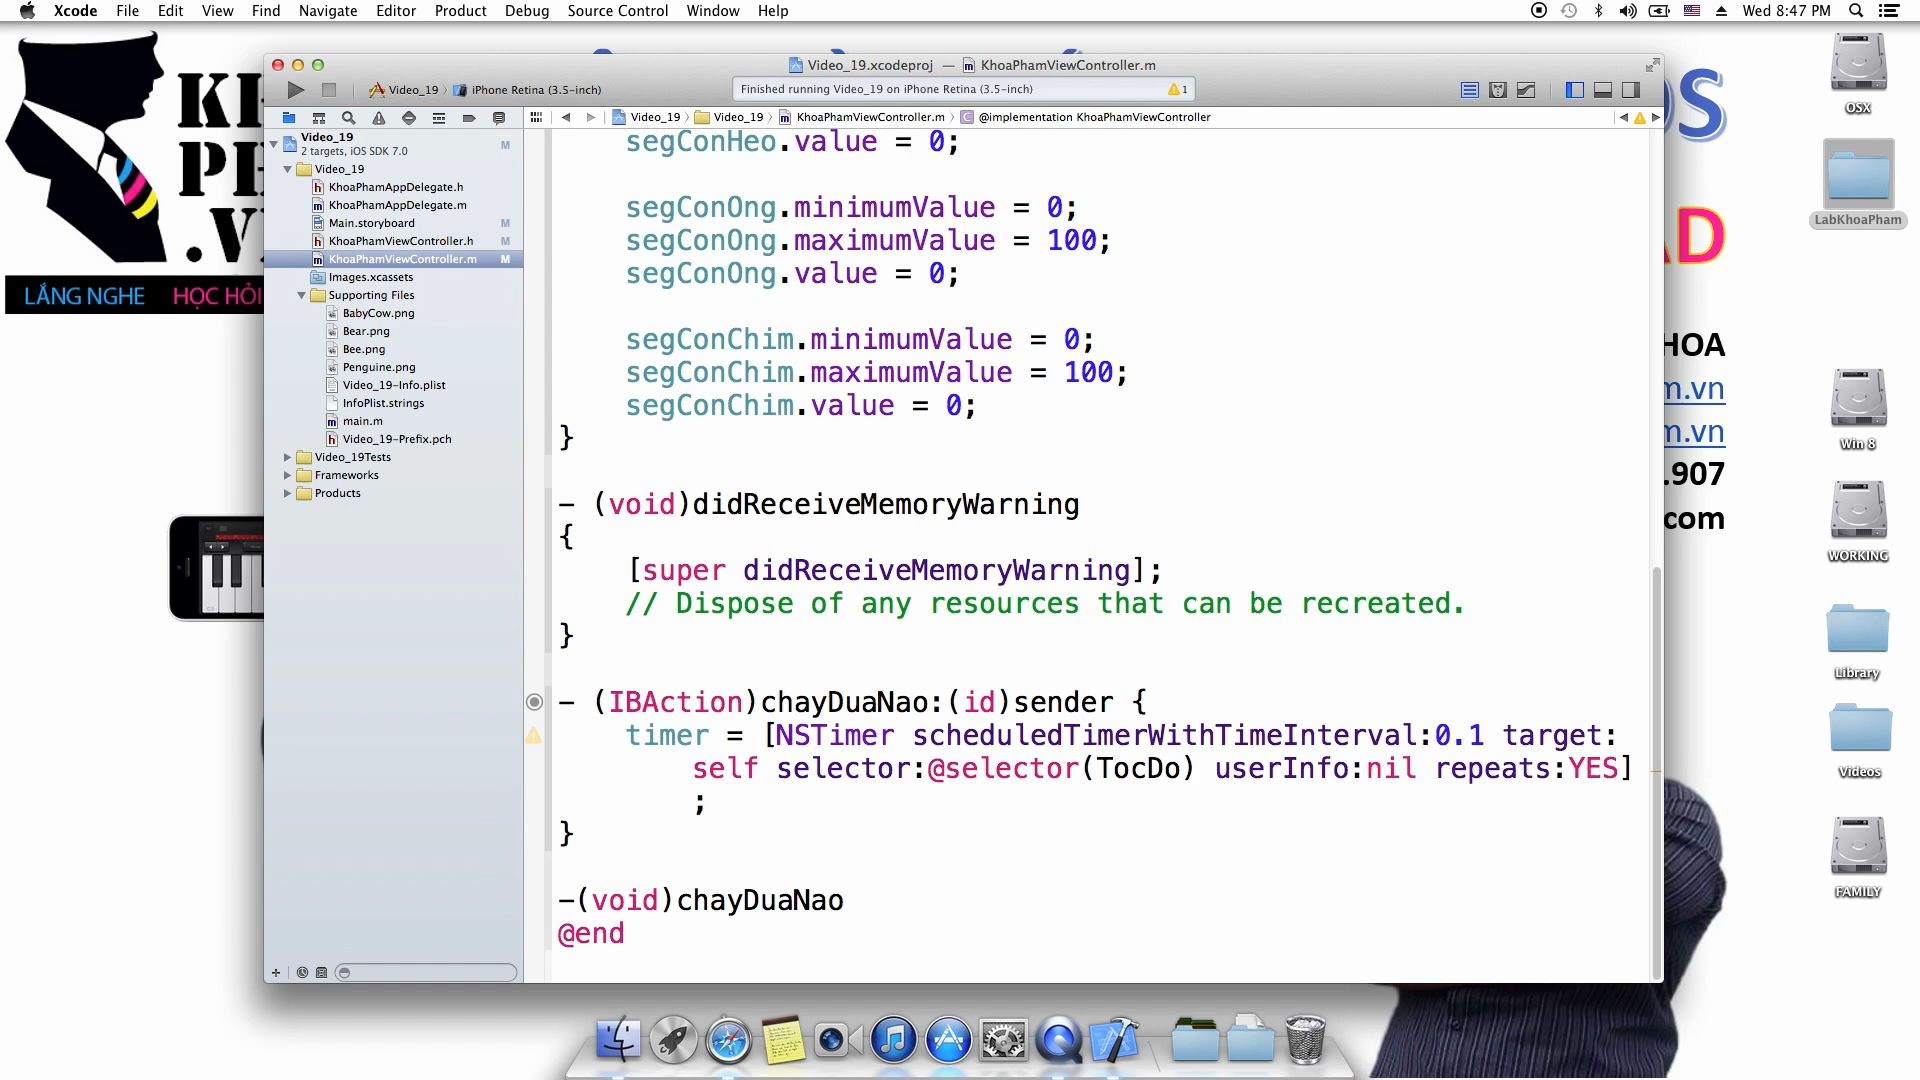 Xcode File Edit View Find Navigate Editor Product Debug Source Control Window Help
Wed 8:47 PM
Video_19.xcodeproj — KhoaPhamViewController.m
Video_19 iPhone Retina (3.5-inch)
Finished running Video_19 on iPhone Retina (3.5-inch) 1
Video_19 Video_19 KhoaPhamViewController.m @implementation KhoaPhamViewController
Video_19 M
2 targets, iOS SDK 7.0
Video_19
KhoaPhamAppDelegate.h
KhoaPhamAppDelegate.m
Main.storyboard M
KhoaPhamViewController.h M
KhoaPhamViewController.m M
Images.xcassets
Supporting Files
BabyCow.png
Bear.png
Bee.png
Penguine.png
Video_19-Info.plist
InfoPlist.strings
main.m
Video_19-Prefix.pch
Video_19Tests
Frameworks
Products
segConHeo.value = 0;
segConOng.minimumValue = 0;
segConOng.maximumValue = 100;
segConOng.value = 0;
segConChim.minimumValue = 0;
segConChim.maximumValue = 100;
segConChim.value = 0;
}
- (void)didReceiveMemoryWarning
{
[super didReceiveMemoryWarning];
// Dispose of any resources that can be recreated.
}
- (IBAction)chayDuaNao:(id)sender {
timer = [NSTimer scheduledTimerWithTimeInterval:0.1 target:
self selector:@selector(TocDo) userInfo:nil repeats:YES]
;
}
-(void)chayDuaNao
@end
LẮNG NGHE HỌC HỎI
.907
com
OSX
LabKhoaPham
Win 8
WORKING
Library
Videos
FAMILY